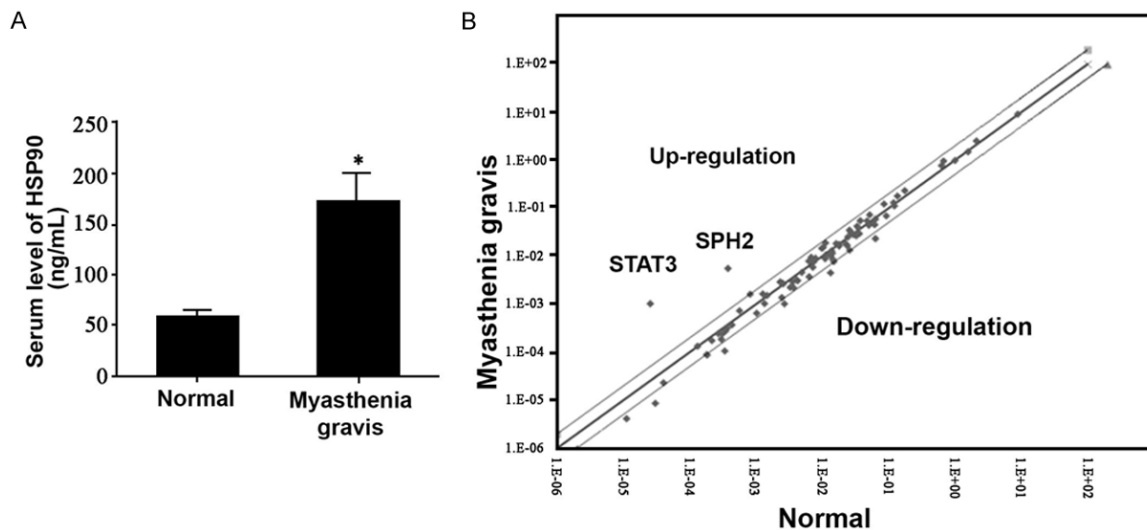 A
Serum level of HSP90
(ng/mL)
250
200
150
100
50
0
*
Normal
Myasthenia
gravis
B
Myasthenia gravis
1.E+02
1.E+01
1.E+00
1.E-01
1.E-02
1.E-03
1.E-04
1.E-05
1.E-06
Up-regulation
SPH2
STAT3
Down-regulation
1.E-06
1.E-05
1.E-04
1.E-03
1.E-02
1.E-01
1.E+00
1.E+01
1.E+02
Normal